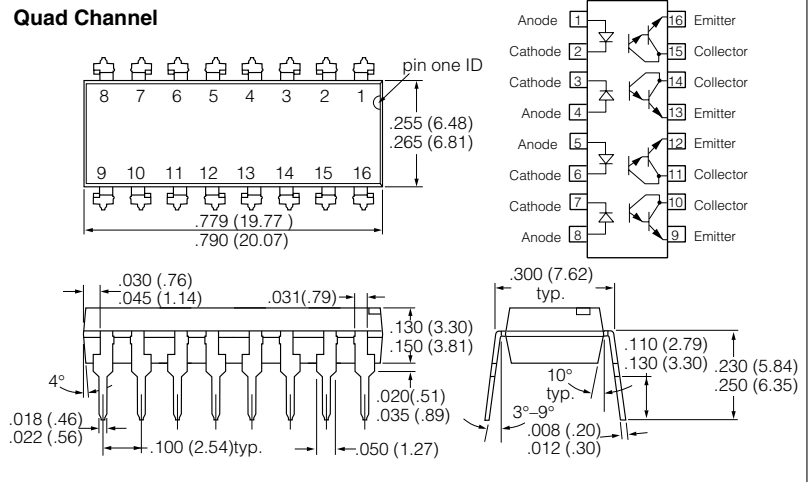 Quad Channel
pin one ID
8 7 6 5 4 3 2 1
9 10 11 12 13 14 15 16
.255 (6.48)
.265 (6.81)
.779 (19.77 )
.790 (20.07)
Anode 1 16 Emitter
Cathode 2 15 Collector
Cathode 3 14 Collector
Anode 4 13 Emitter
Anode 5 12 Emitter
Cathode 6 11 Collector
Cathode 7 10 Collector
Anode 8 9 Emitter
.030 (.76)
.045 (1.14)
.031(.79)
.130 (3.30)
.150 (3.81)
4°
.020(.51)
.035 (.89)
.018 (.46)
.022 (.56)
.100 (2.54)typ.
.050 (1.27)
.300 (7.62)
typ.
.110 (2.79)
.130 (3.30)
.230 (5.84)
.250 (6.35)
10°
typ.
3°–9°
.008 (.20)
.012 (.30)